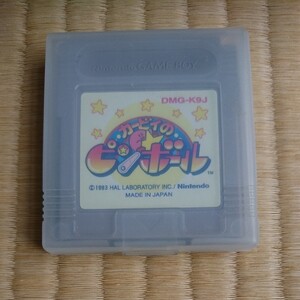 DMG-K9J
カービィの
ピンボール
TM
© 1993 HAL LABORATORY INC./Nintendo
MADE IN JAPAN